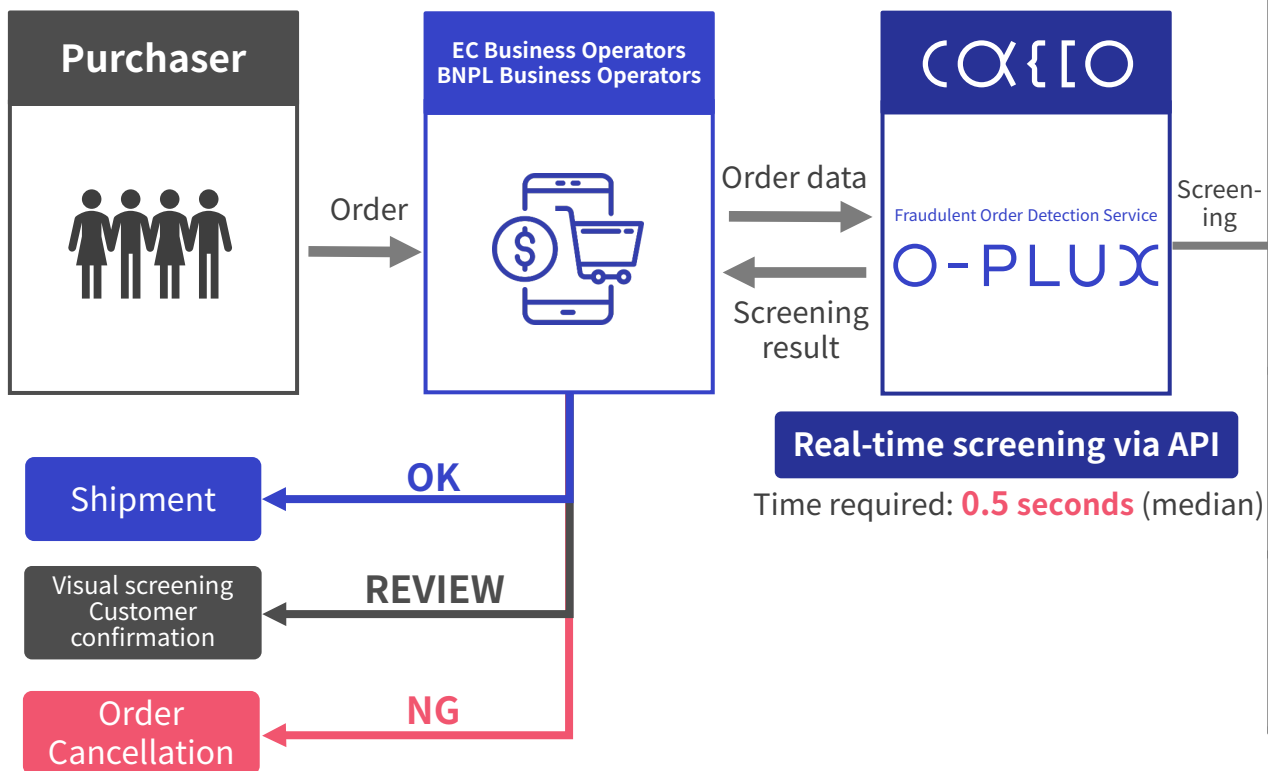 Purchaser
EC Business Operators
BNPL Business Operators
CACCO
Order
Order data
Screening
result
Fraudulent Order Detection Service
O-PLUX
Screen-
ing
Real-time screening via API
Time required: 0.5 seconds (median)
OK
Shipment
REVIEW
Visual screening
Customer
confirmation
NG
Order
Cancellation